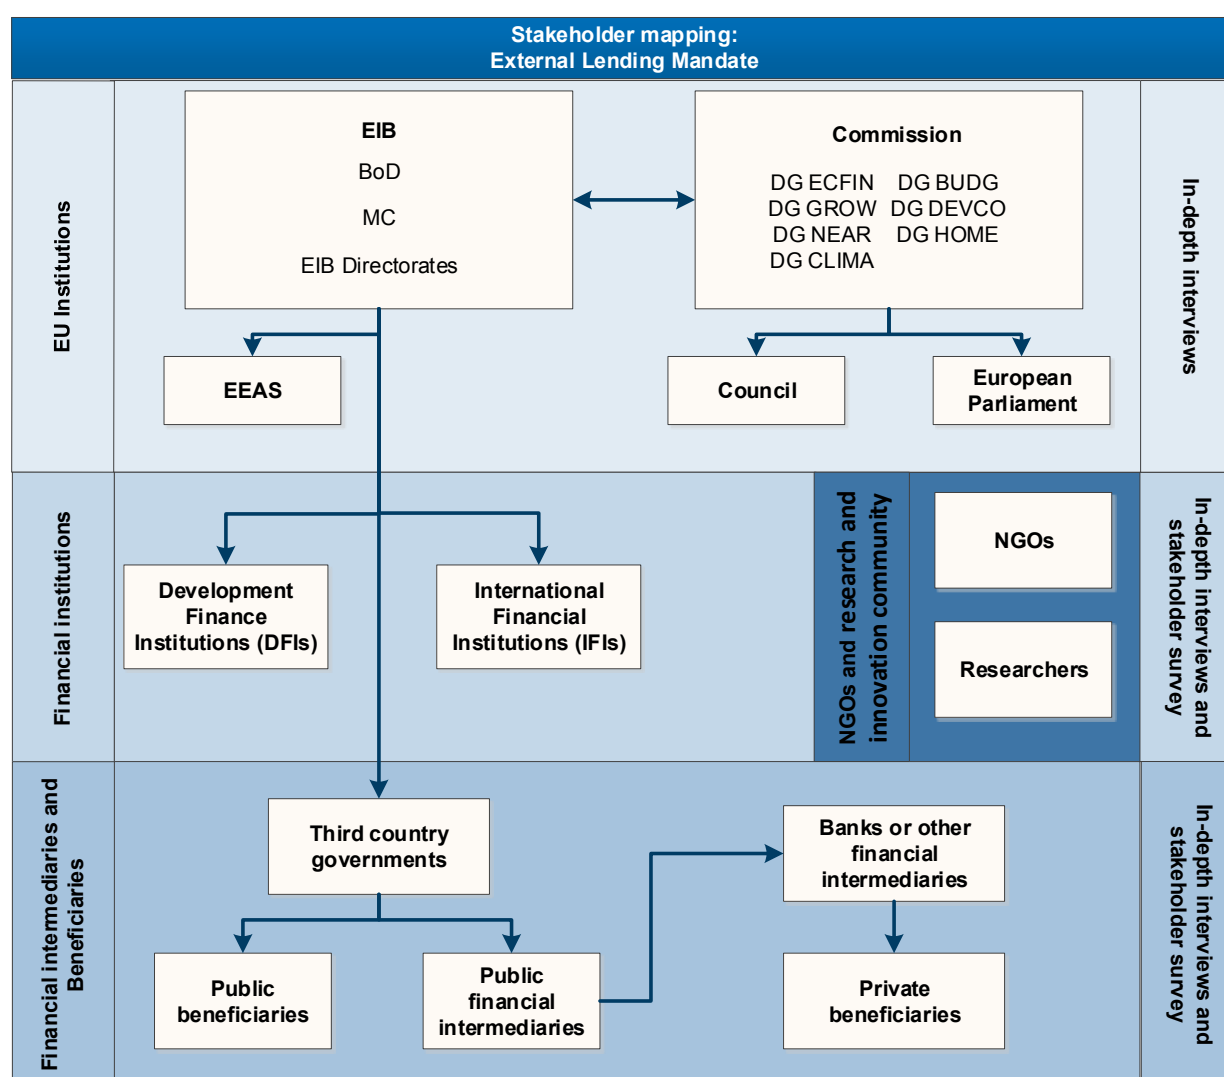 Stakeholder mapping:
External Lending Mandate
EU Institutions
EIB
BoD
MC
EIB Directorates
Commission
DG ECFIN DG BUDG
DG GROW DG DEVCO
DG NEAR DG HOME
DG CLIMA
EEAS
Council
European
Parliament
In-depth interviews
Financial institutions
Development
Finance
Institutions (DFIs)
International
Financial
Institutions (IFIs)
NGOs and research and
innovation community
NGOs
Researchers
In-depth interviews and
stakeholder survey
Financial intermediaries and
Beneficiaries
Third country
governments
Banks or other
financial
intermediaries
Public
beneficiaries
Public
financial
intermediaries
Private
beneficiaries
In-depth interviews and
stakeholder survey